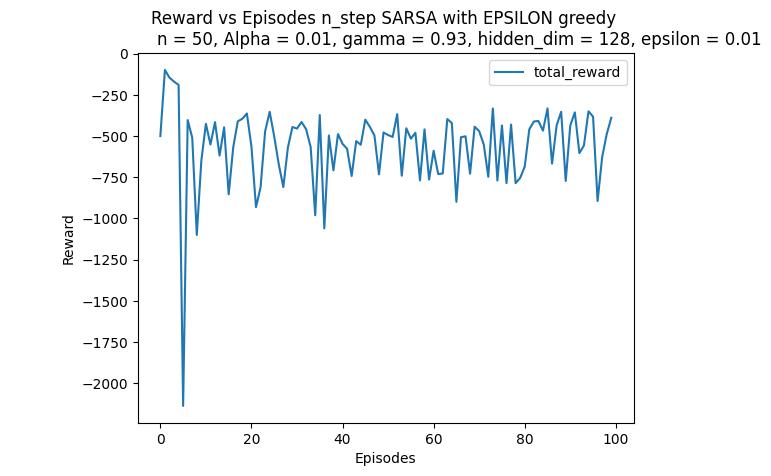 Reward vs Episodes n_step SARSA with EPSILON greedy
n = 50, Alpha = 0.01, gamma = 0.93, hidden_dim = 128, epsilon = 0.01
total_reward
0
−250
−500
−750
−1000
−1250
−1500
−1750
−2000
Reward
0 20 40 60 80 100
Episodes